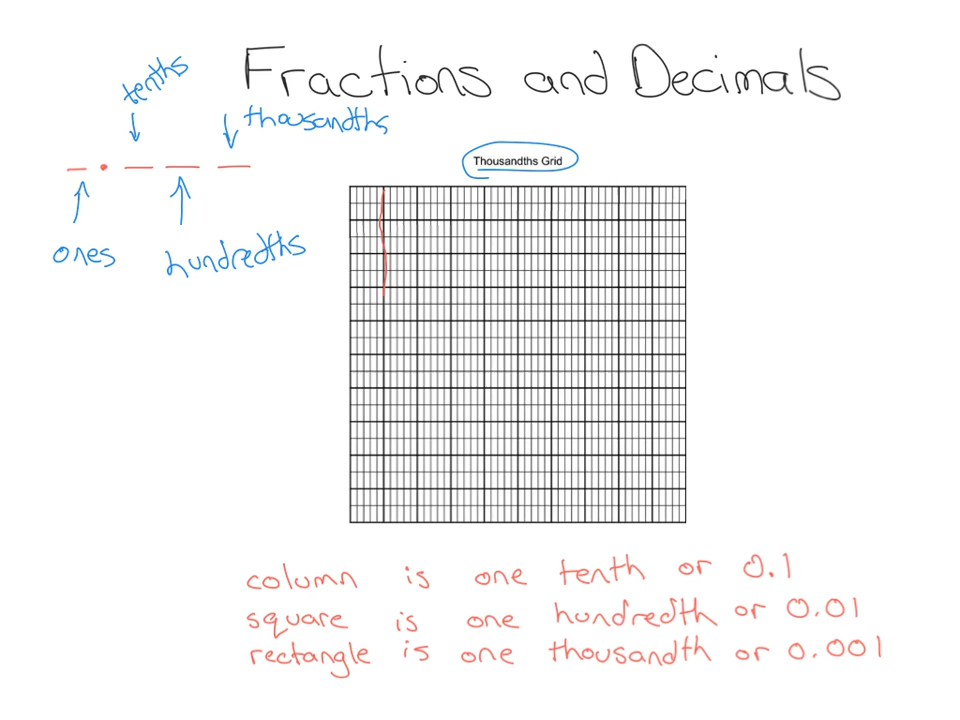 Fractions and Decimals
tenths
thousandths
Thousandths Grid
ones
hundredths
column is one tenth or 0.1
square is one hundredth or 0.01
rectangle is one thousandth or 0.001